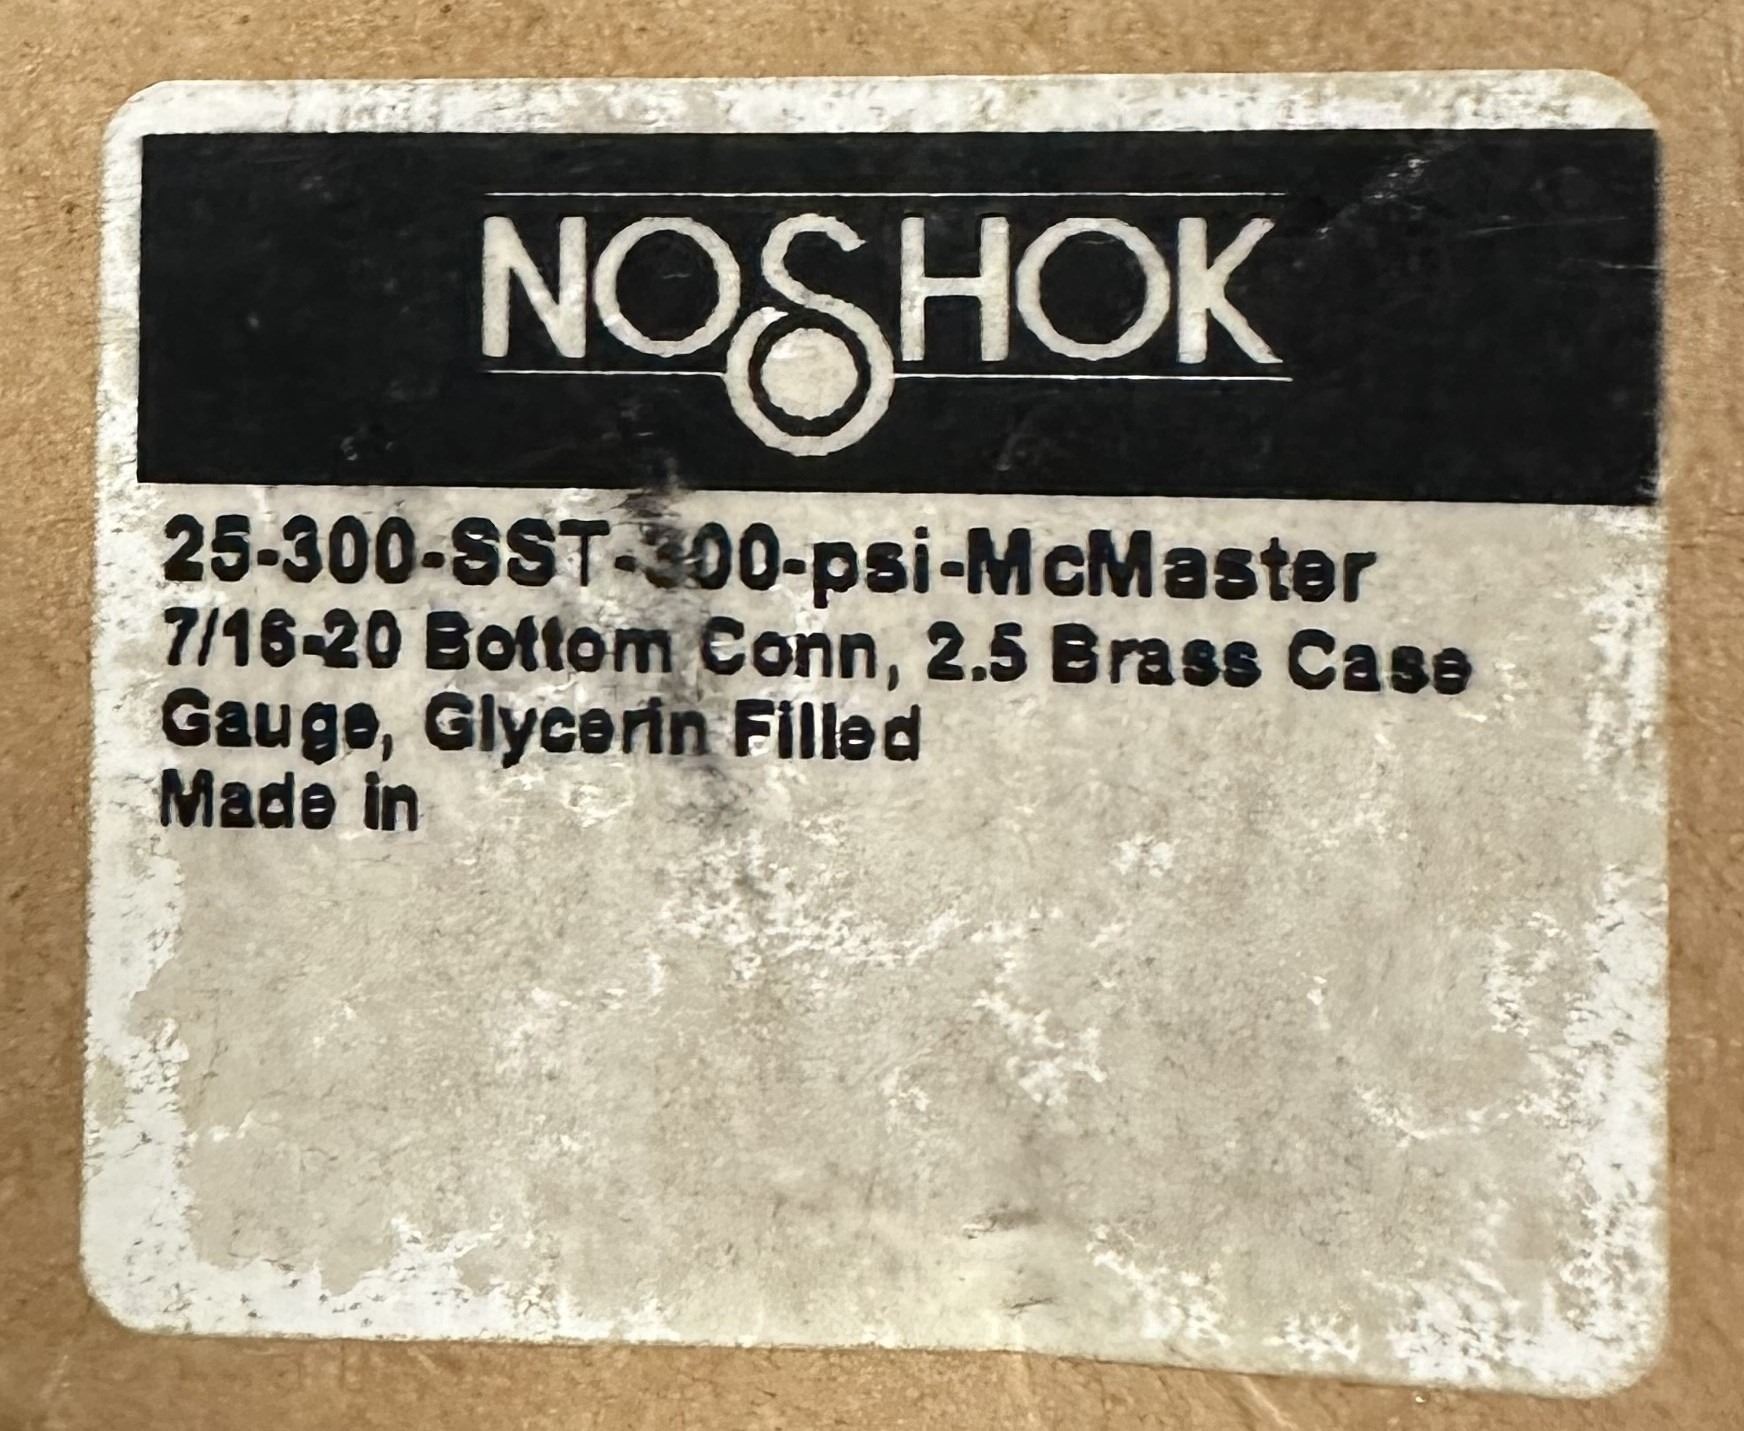 NOSHOK
25-300-SST-300-psi-McMaster
7/16-20 Bottom Conn, 2.5 Brass Case
Gauge, Glycerin Filled
Made in